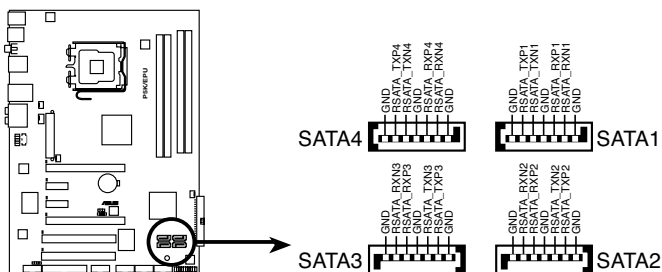 P5K/EPU
GND
RSATA_TXP4
RSATA_TXN4
GND
RSATA_RXP4
RSATA_RXN4
GND
SATA4
GND
RSATA_TXP1
RSATA_TXN1
GND
RSATA_RXP1
RSATA_RXN1
GND
SATA1
GND
RSATA_RXN3
RSATA_RXP3
GND
RSATA_TXN3
RSATA_TXP3
GND
SATA3
GND
RSATA_RXN2
RSATA_RXP2
GND
RSATA_TXN2
RSATA_TXP2
GND
SATA2
ASUS